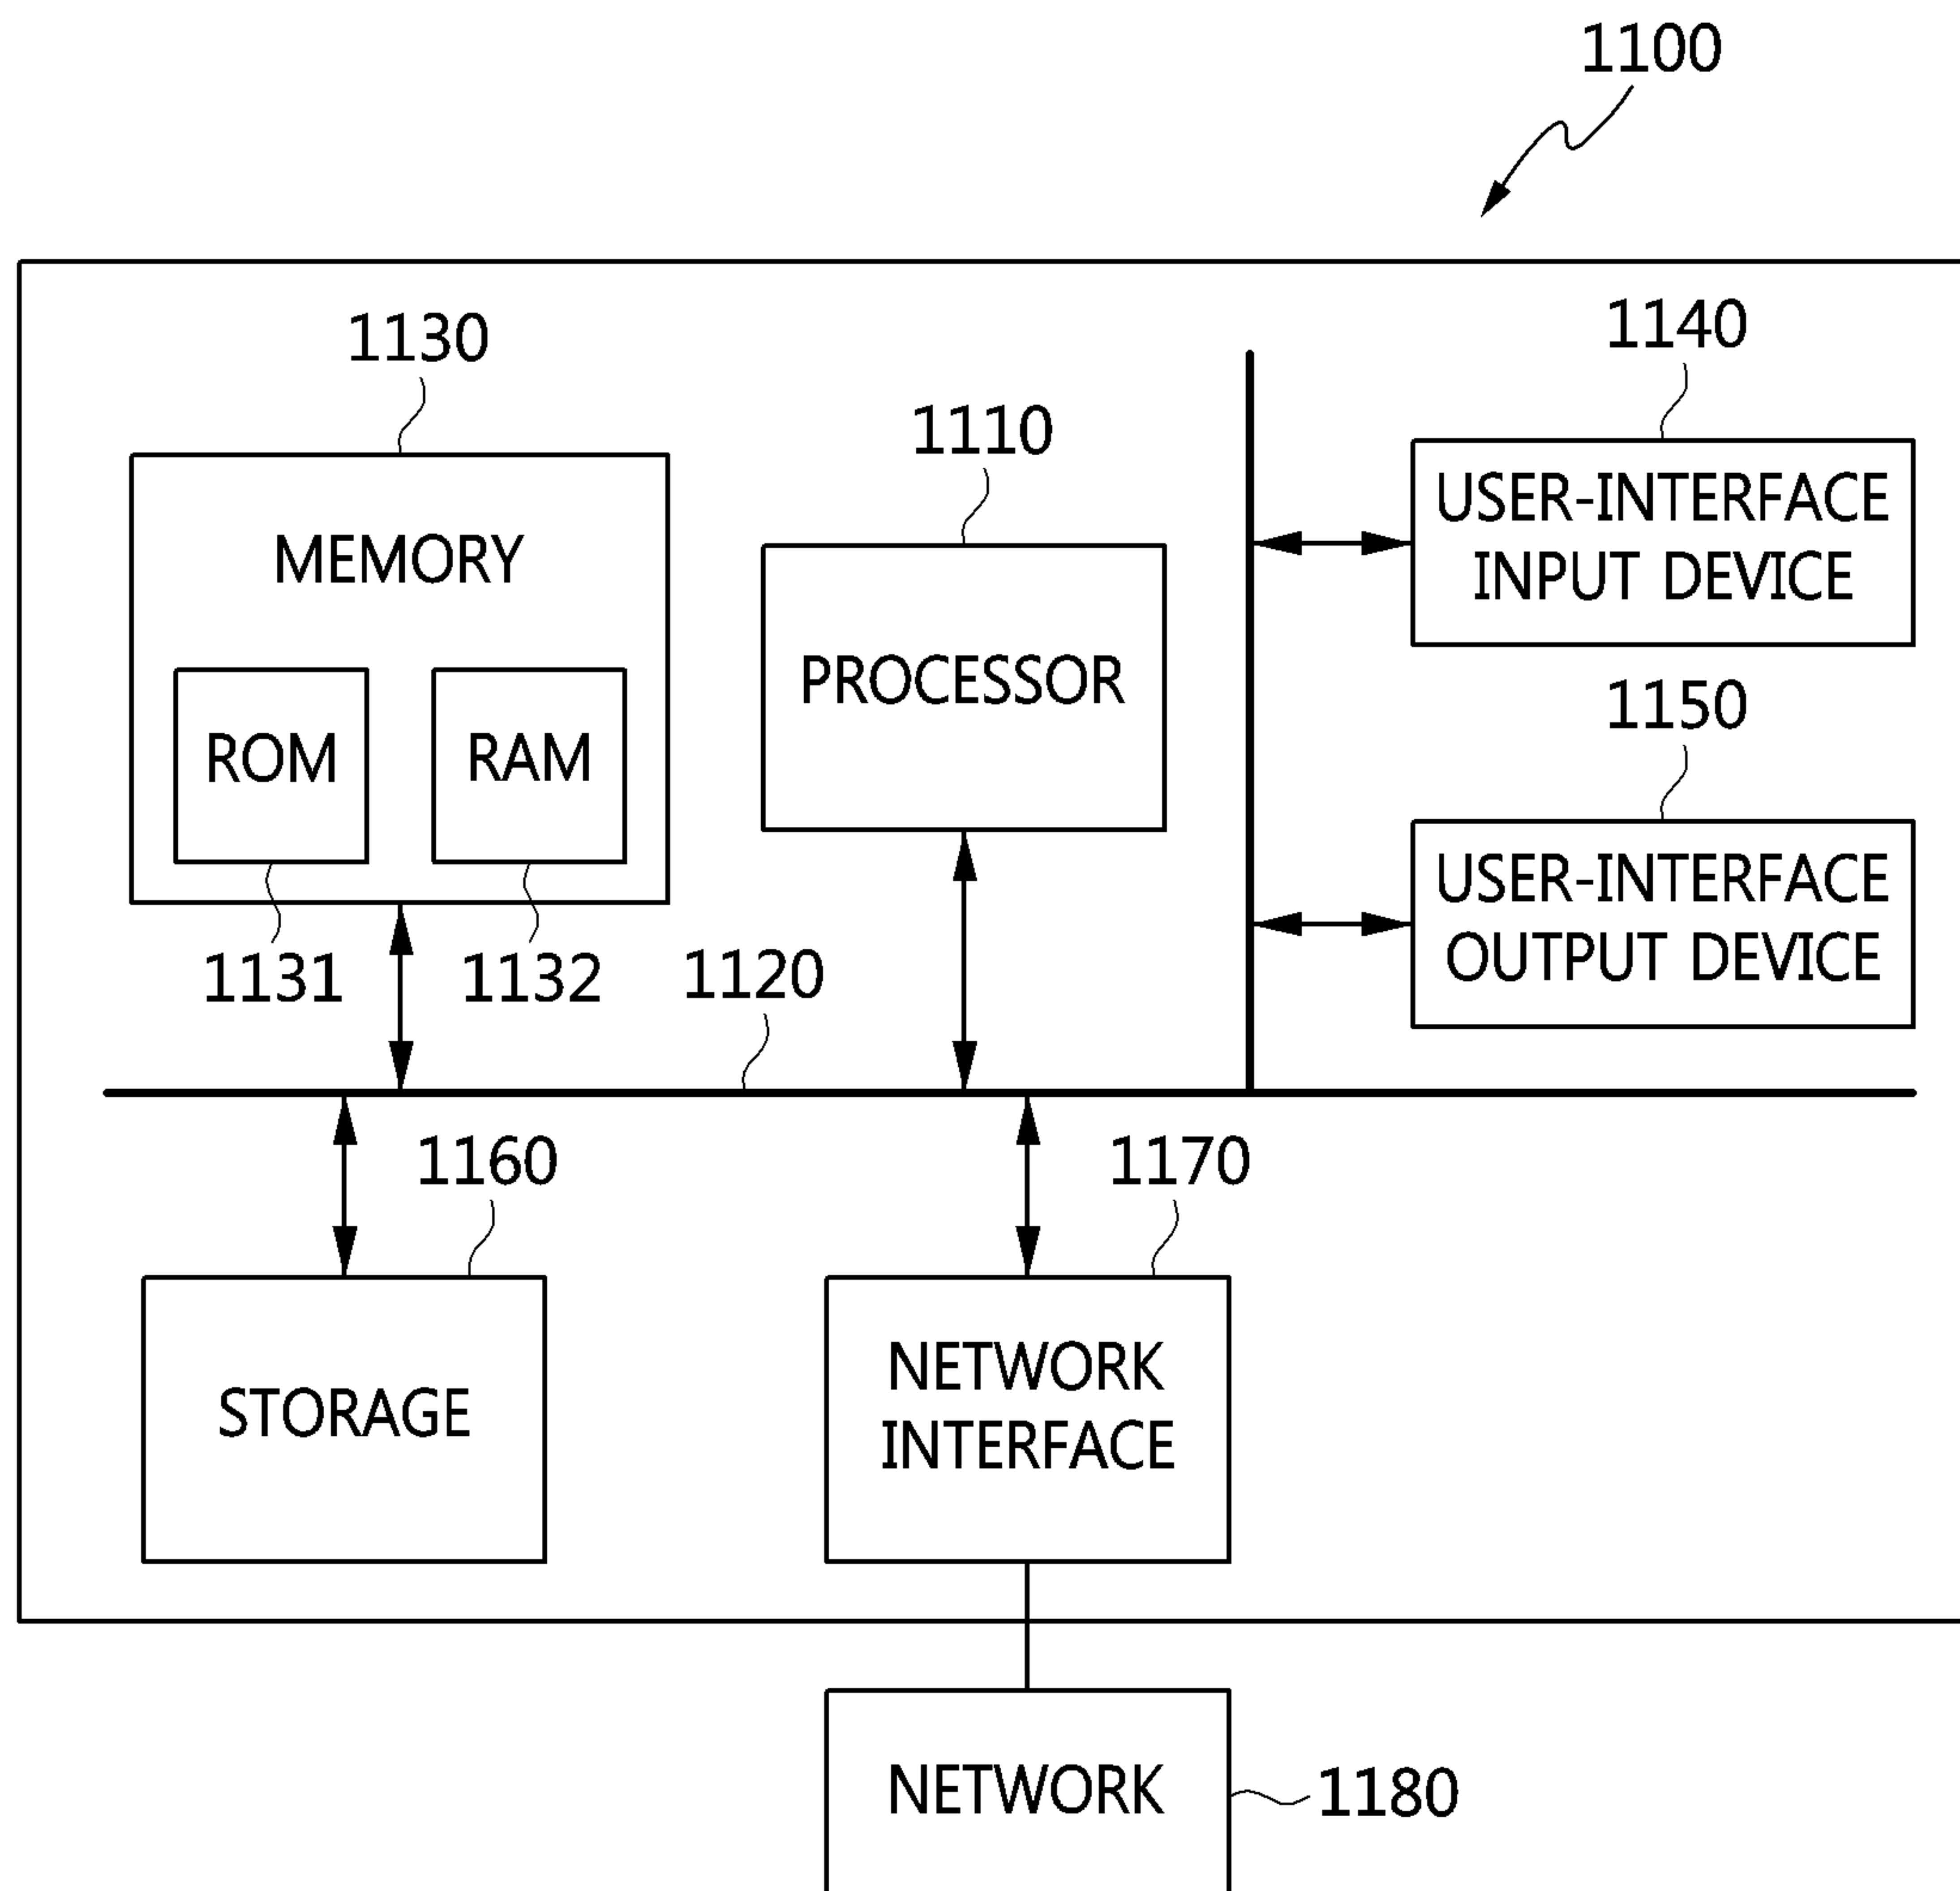 1100
1130
1140
1110
USER-INTERFACE
INPUT DEVICE
MEMORY
PROCESSOR
1150
ROM
RAM
USER-INTERFACE
OUTPUT DEVICE
1131
1132
1120
1160
1170
NETWORK
INTERFACE
STORAGE
NETWORK
1180